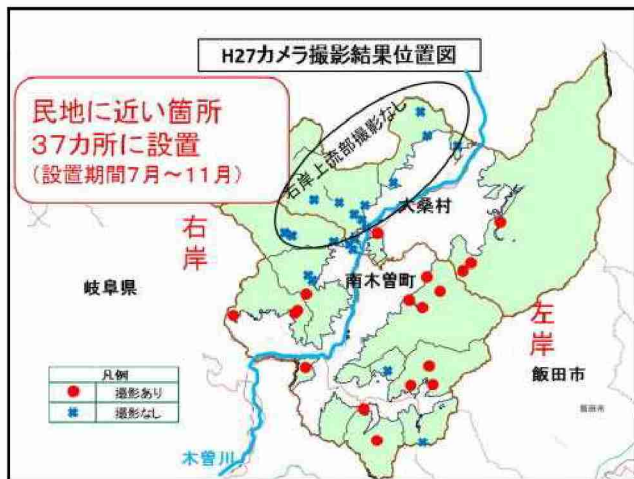 H27カメラ撮影結果位置図
民地に近い箇所
37カ所に設置
(設置期間7月～11月)
右岸上流部撮影なし
大桑村
右岸
南木曽町
岐阜県
左岸
飯田市
凡例
撮影あり
撮影なし
飯田市
木曽川